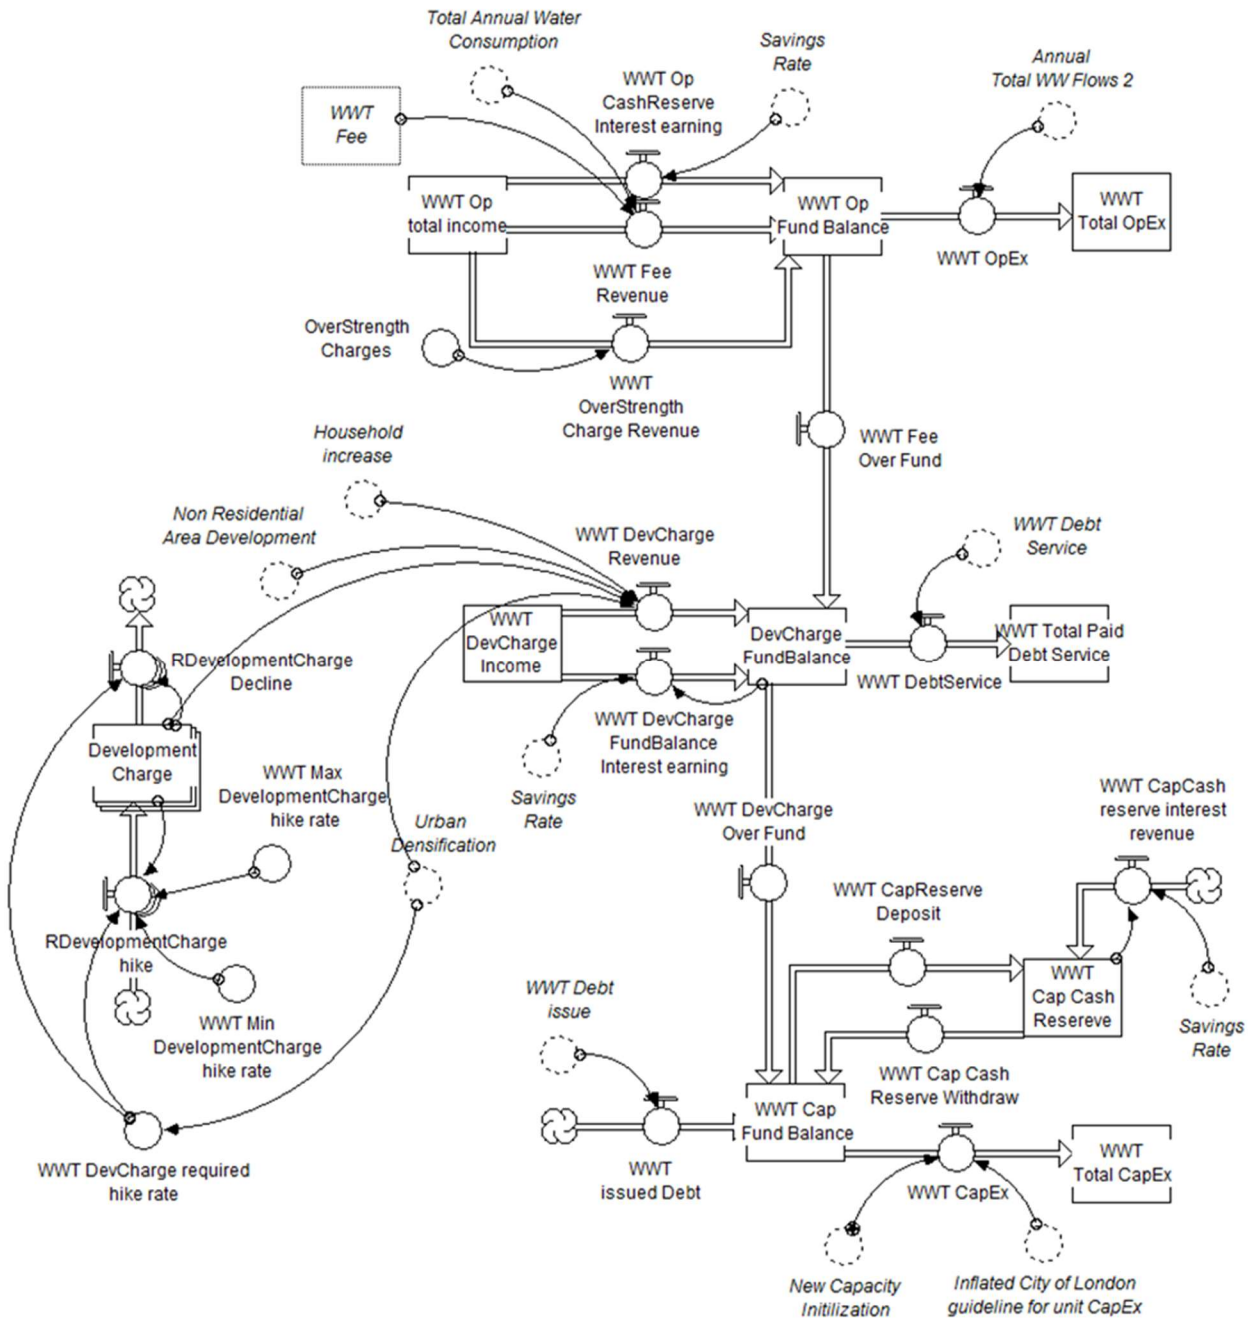 Total Annual Water
Consumption
Savings
Rate
Annual
Total WW Flows 2
WWT
Fee
WWT Op
CashReserve
Interest earning
WWT Op
total income
WWT Op
Fund Balance
WWT
Total OpEx
WWT OpEx
WWT Fee
Revenue
OverStrength
Charges
WWT
OverStrength
Charge Revenue
WWT Fee
Over Fund
Household
increase
Non Residential
Area Development
WWT DevCharge
Revenue
WWT Debt
Service
WWT
DevCharge
Income
DevCharge
FundBalance
WWT Total Paid
Debt Service
WWT DebtService
RDevelopmentCharge
Decline
Development
Charge
WWT DevCharge
FundBalance
Interest earning
WWT Max
DevelopmentCharge
hike rate
Savings
Rate
Urban
Densification
WWT DevCharge
Over Fund
WWT CapCash
reserve interest
revenue
WWT CapReserve
Deposit
RDevelopmentCharge
hike
WWT
Cap Cash
Resereve
WWT Debt
issue
WWT Min
DevelopmentCharge
hike rate
Savings
Rate
WWT Cap Cash
Reserve Withdraw
WWT Cap
Fund Balance
WWT
Total CapEx
WWT DevCharge required
hike rate
WWT
issued Debt
WWT CapEx
New Capacity
Initilization
Inflated City of London
guideline for unit CapEx